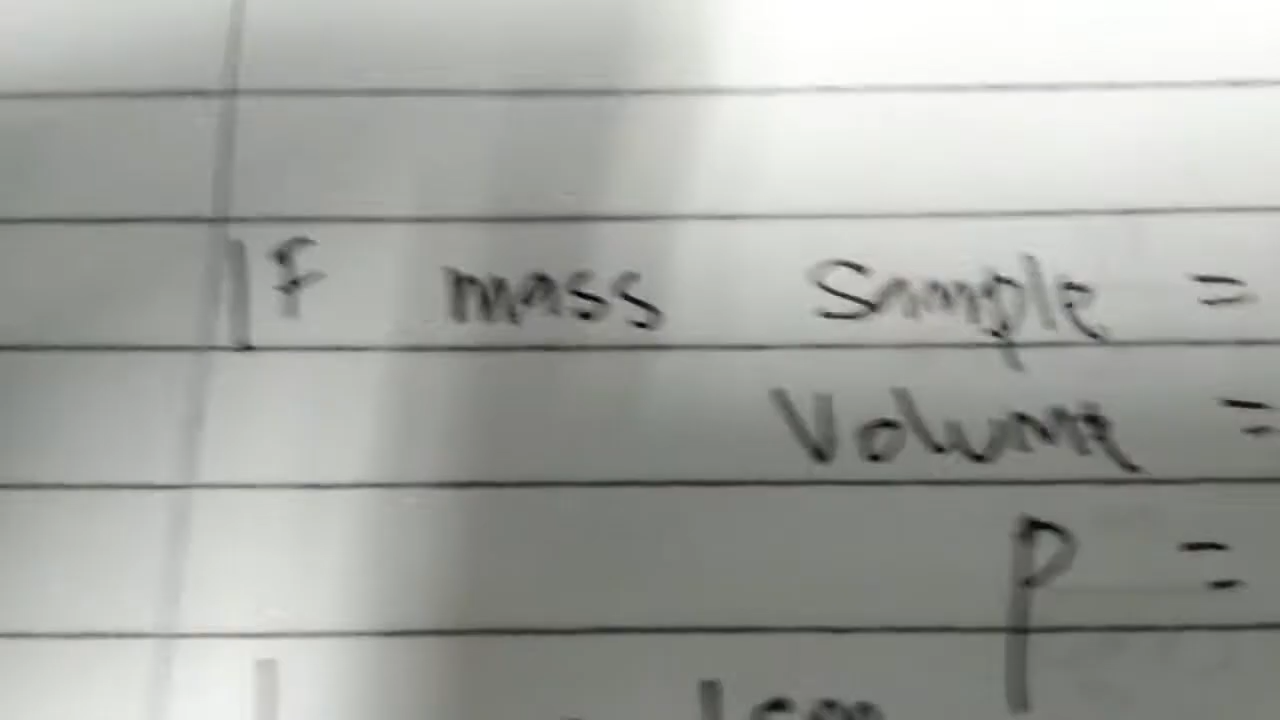 IF mass Sample =
Volume =
P =